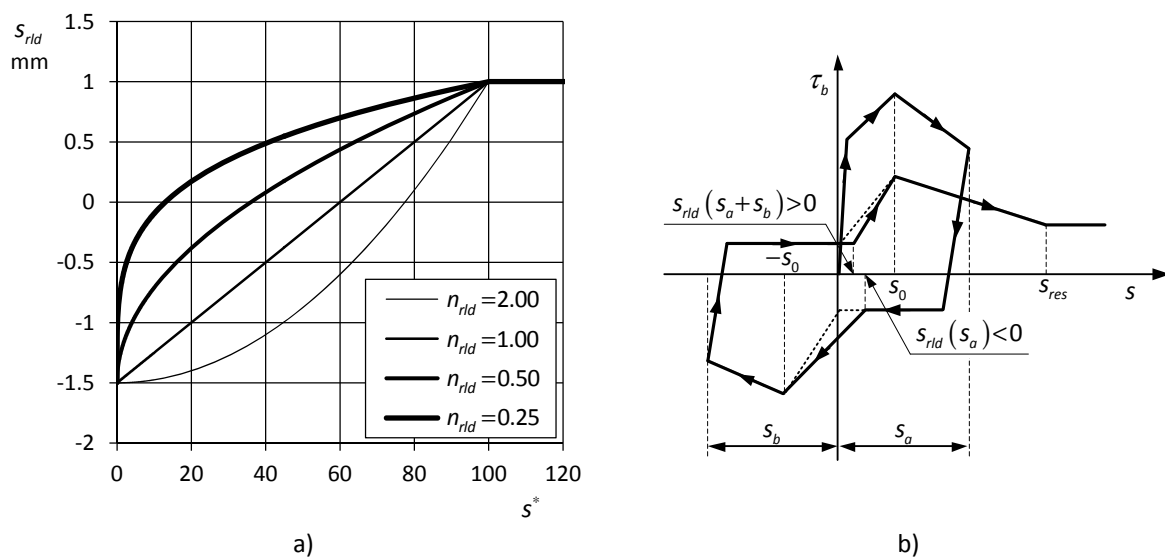 s_rld
mm
1.5
1
0.5
0
-0.5
-1
-1.5
-2
0 20 40 60 80 100 120
s*
n_rld=2.00
n_rld=1.00
n_rld=0.50
n_rld=0.25
a)
τ_b
s_rld(s_a+s_b)>0
−s_0
s_0
s_res
s
s_rld(s_a)<0
s_b
s_a
b)